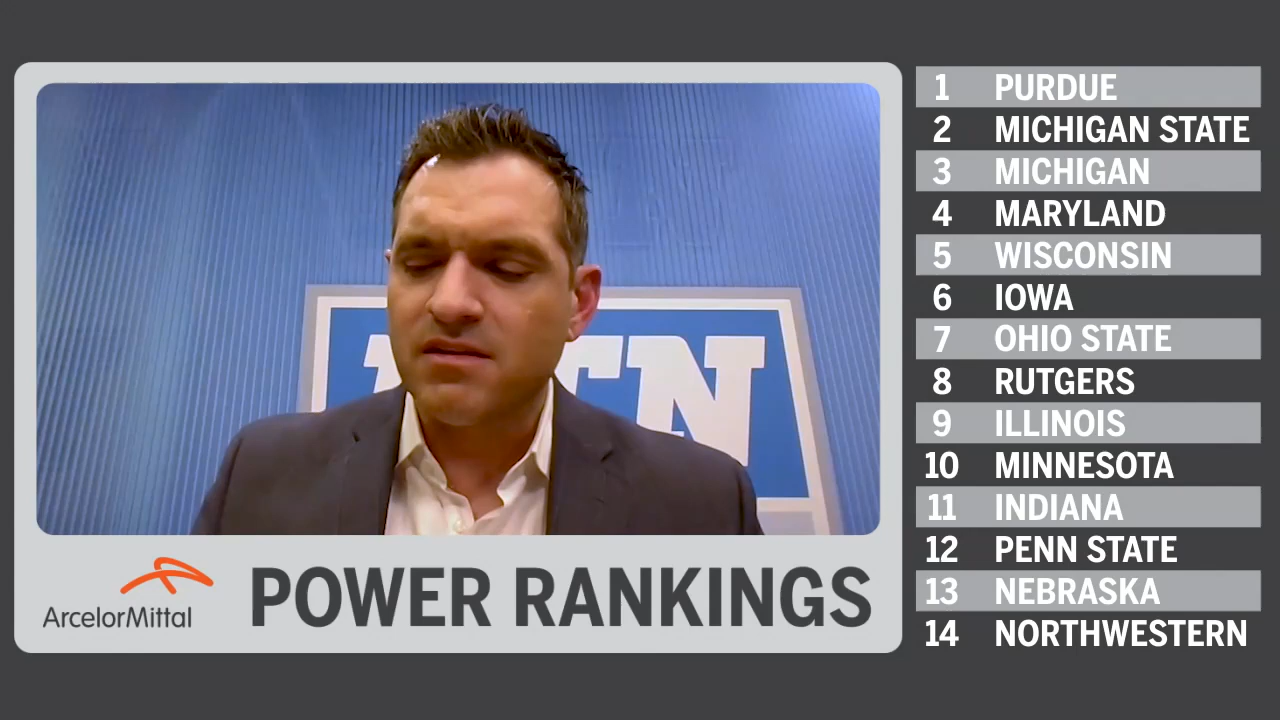 TN
ArcelorMittal
POWER RANKINGS
1 PURDUE
2 MICHIGAN STATE
3 MICHIGAN
4 MARYLAND
5 WISCONSIN
6 IOWA
7 OHIO STATE
8 RUTGERS
9 ILLINOIS
10 MINNESOTA
11 INDIANA
12 PENN STATE
13 NEBRASKA
14 NORTHWESTERN